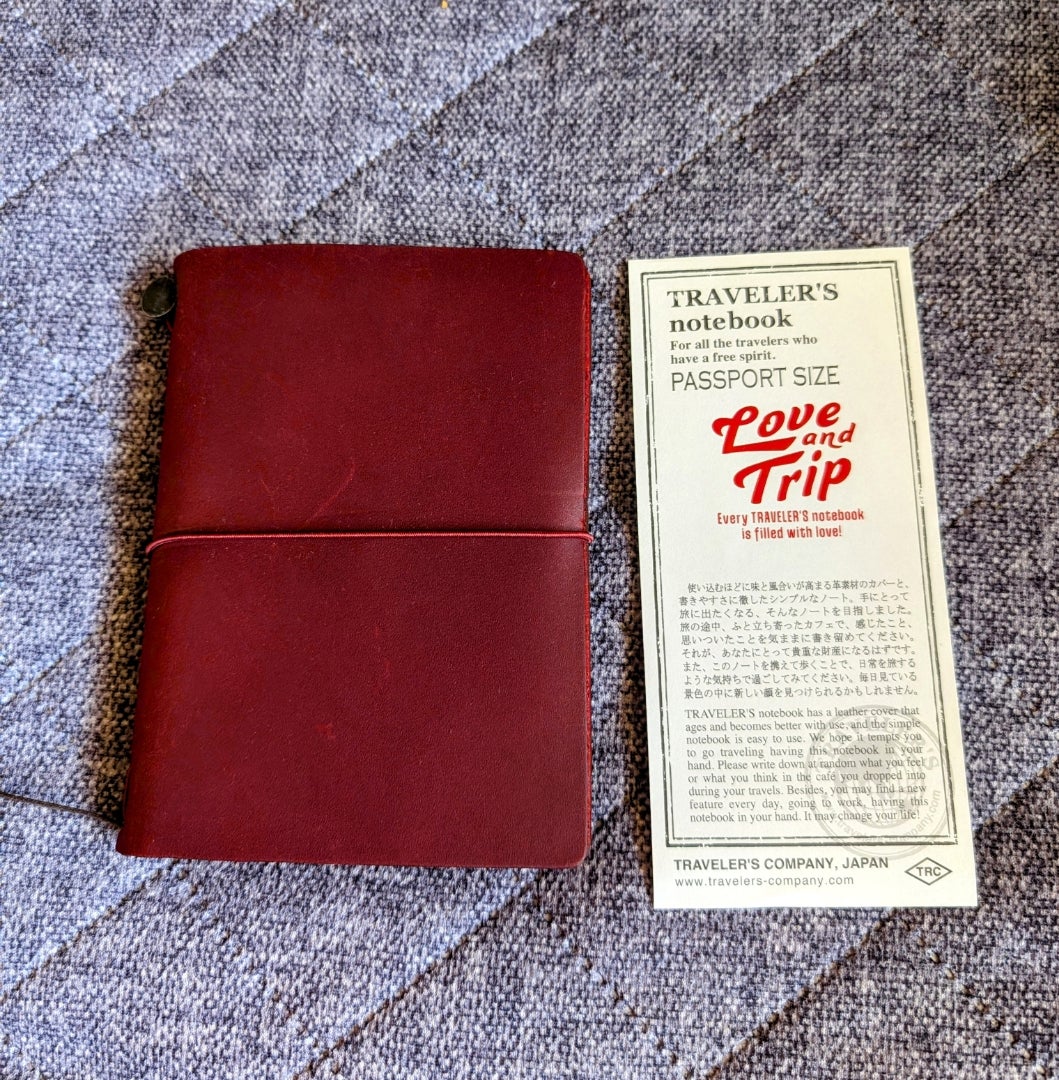 TRAVELER'S
notebook
For all the travelers who
have a free spirit.
PASSPORT SIZE
Love
and
Trip
Every TRAVELER'S notebook
is filled with love!
使い込むほどに味と風合いが高まる革素材のカバーと、
書きやすさに徹したシンプルなノート。手にとって
旅に出たくなる、そんなノートを目指しました。
旅の途中、ふと立ち寄ったカフェで、感じたこと、
思いついたことを気ままに書き留めてください。
それが、あなたにとって貴重な財産になるはずです。
また、このノートを携えて歩くことで、日常を旅する
ような気持ちで過ごしてみてください。毎日見ている
景色の中に新しい顔を見つけられるかもしれません。
TRAVELER'S notebook has a leather cover that
ages and becomes better with use, and the simple
notebook is easy to use. We hope it tempts you
to go traveling having this notebook in your
hand. Please write down at random what you feel
or what you think in the café you dropped into
during your travels. Besides, you may find a new
feature every day, going to work, having this
notebook in your hand. It may change your life!
TRAVELER'S COMPANY, JAPAN
TRC
www.travelers-company.com